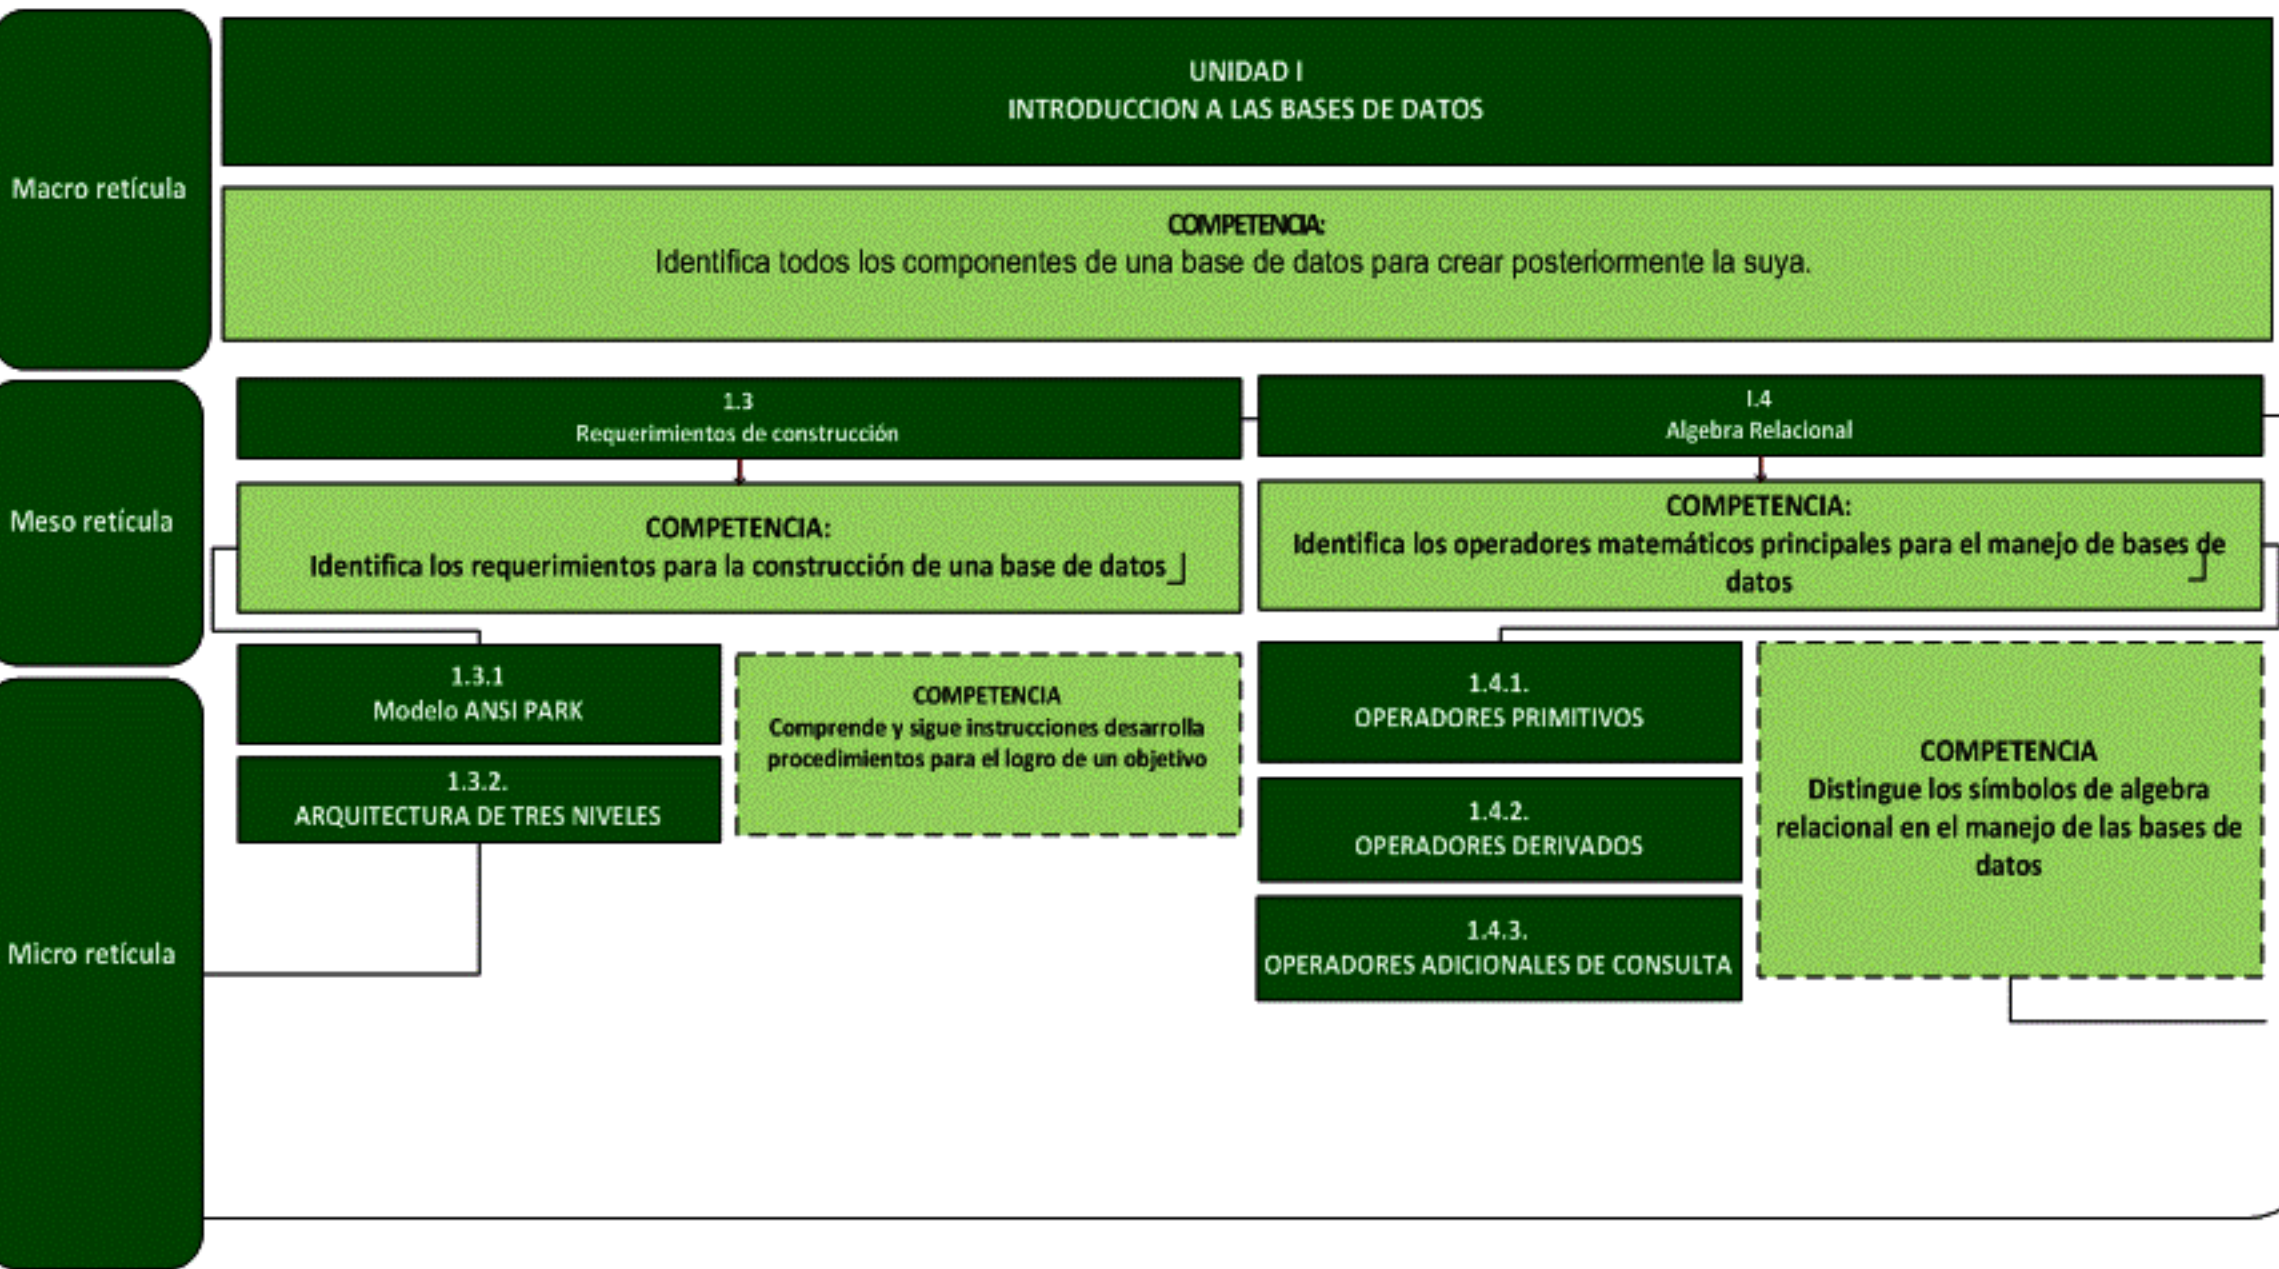 Macro retícula
UNIDAD I
INTRODUCCION A LAS BASES DE DATOS
COMPETENCIA:
Identifica todos los componentes de una base de datos para crear posteriormente la suya.
Meso retícula
1.3
Requerimientos de construcción
COMPETENCIA:
Identifica los requerimientos para la construcción de una base de datos
I.4
Algebra Relacional
COMPETENCIA:
Identifica los operadores matemáticos principales para el manejo de bases de
datos
Micro retícula
1.3.1
Modelo ANSI PARK
1.3.2.
ARQUITECTURA DE TRES NIVELES
COMPETENCIA
Comprende y sigue instrucciones desarrolla
procedimientos para el logro de un objetivo
1.4.1.
OPERADORES PRIMITIVOS
1.4.2.
OPERADORES DERIVADOS
1.4.3.
OPERADORES ADICIONALES DE CONSULTA
COMPETENCIA
Distingue los símbolos de algebra
relacional en el manejo de las bases de
datos